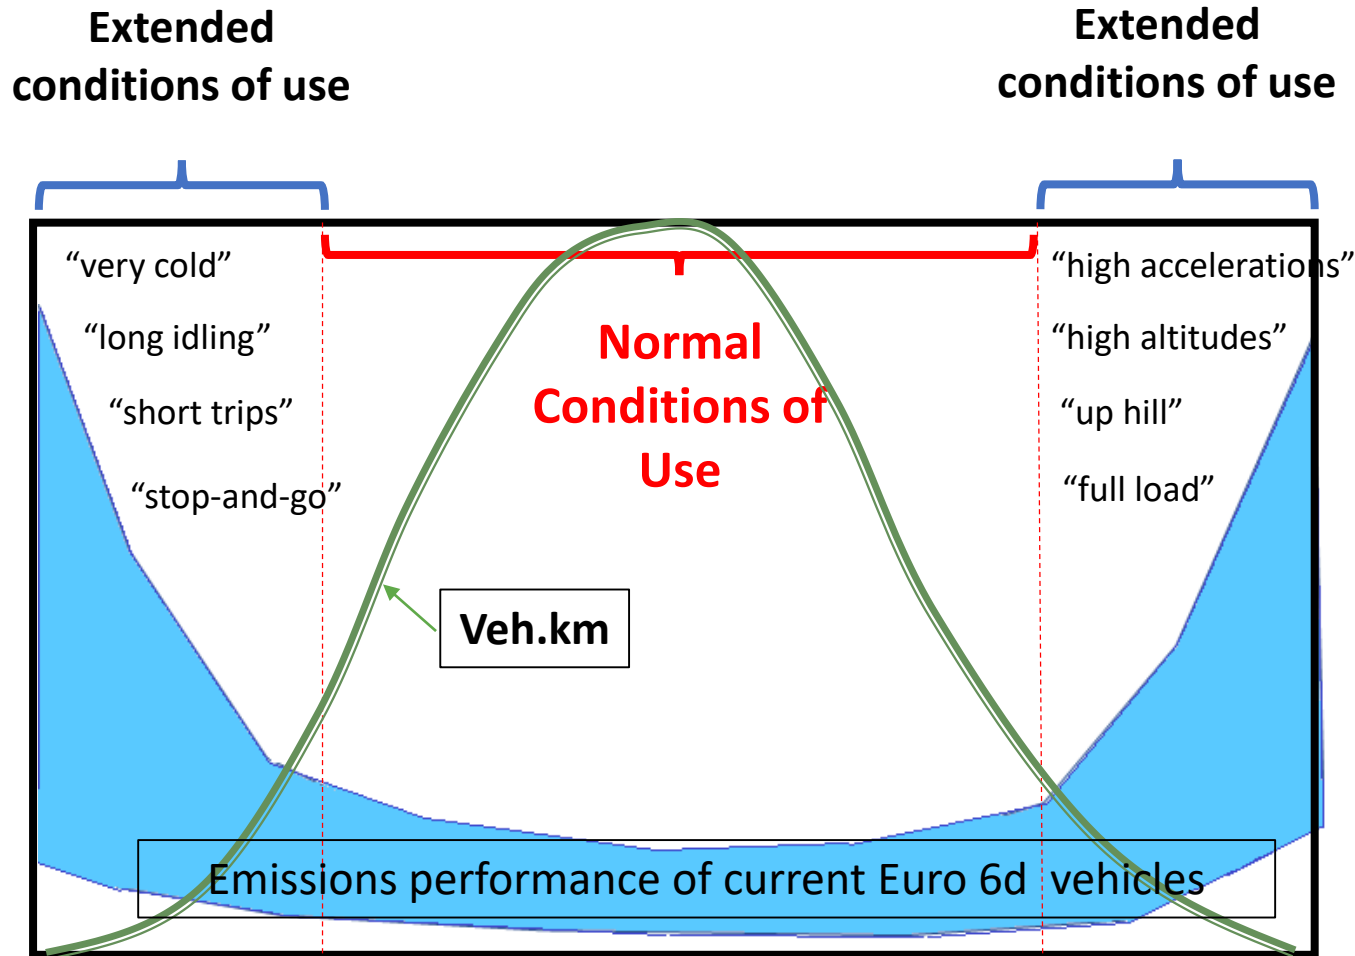 Extended
conditions of use
Extended
conditions of use
“very cold”
“long idling”
“short trips”
“stop-and-go”
Normal
Conditions of
Use
“high accelerations”
“high altitudes”
“up hill”
“full load”
Veh.km
Emissions performance of current Euro 6d vehicles